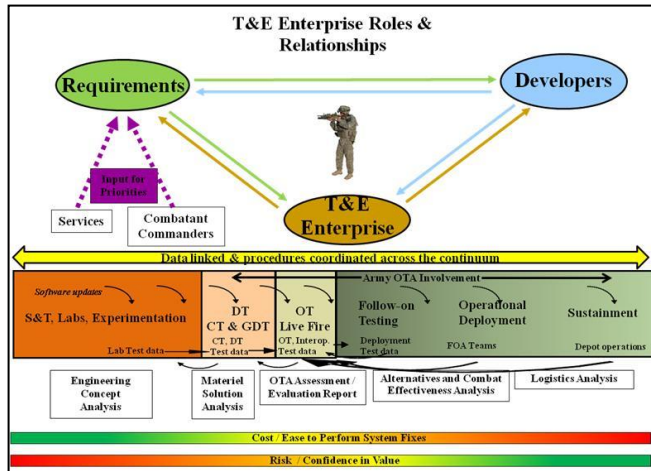 T&E Enterprise Roles &
Relationships
Requirements
Developers
Input for
Priorities
Services
Combatant
Commanders
T&E
Enterprise
Data linked & procedures coordinated across the continuum
Army OTA Involvement
Software updates
S&T, Labs, Experimentation
Lab Test data
DT
CT & GDT
CT, DT
Test data
OT
Live Fire
OT, Interop.
Test data
Follow-on
Testing
Deployment
Test data
Operational
Deployment
FOA Teams
Sustainment
Depot operations
Engineering
Concept
Analysis
Materiel
Solution
Analysis
OTA Assessment /
Evaluation Report
Alternatives and Combat
Effectiveness Analysis
Logistics Analysis
Cost / Ease to Perform System Fixes
Risk / Confidence in Value